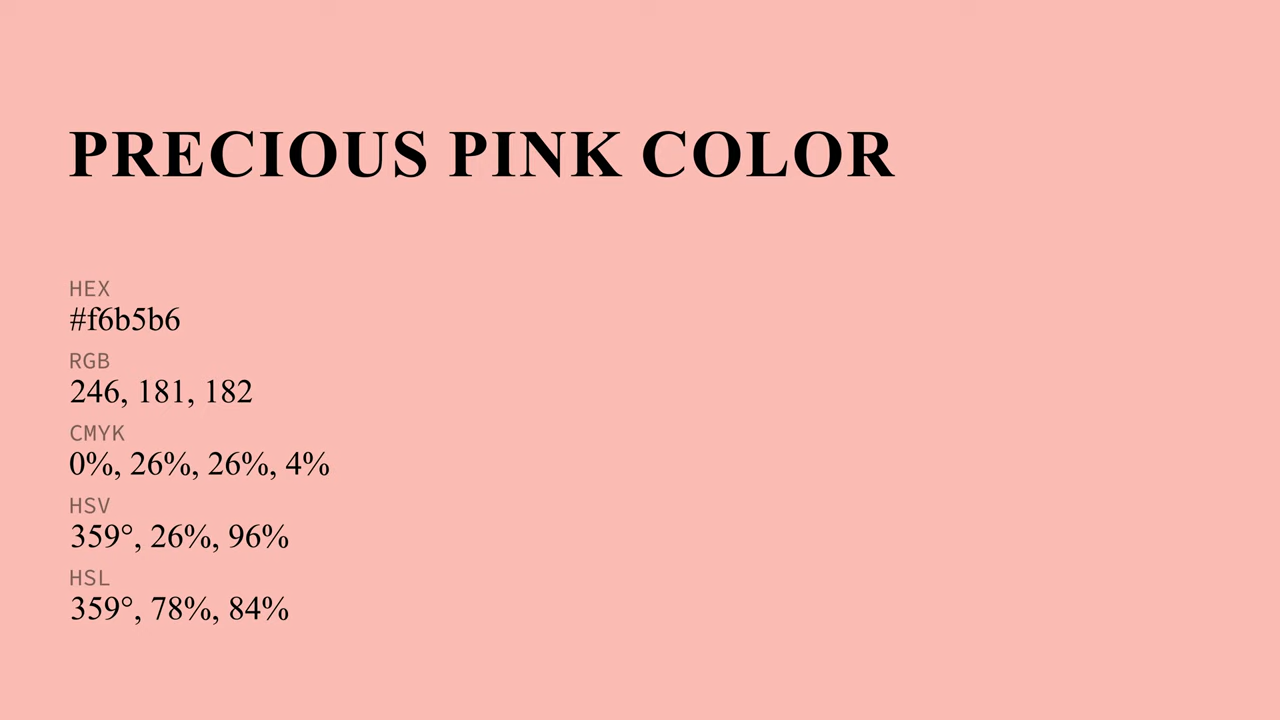 PRECIOUS PINK COLOR
HEX
#f6b5b6
RGB
246, 181, 182
CMYK
0%, 26%, 26%, 4%
HSV
359°, 26%, 96%
HSL
359°, 78%, 84%